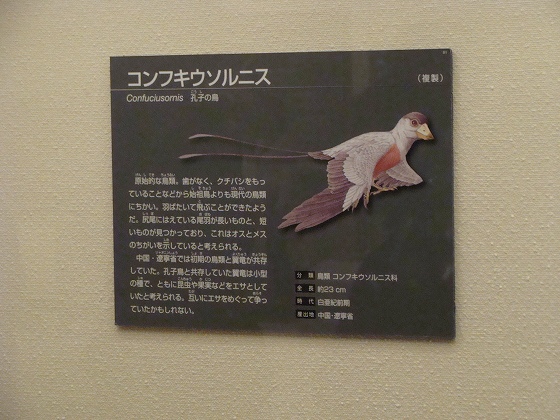 コンフキウソルニス
(複製)
Confuciusornis 孔子の鳥
原始的な鳥類。歯がなく、クチバシをもっ
ていることなどから始祖鳥よりも現代の鳥類
にちかい。羽ばたいて飛ぶことができたよう
だ。尻尾にはえている尾羽が長いものと、短
いものが見つかっており、これはオスとメス
のちがいを示していると考えられる。
中国・遼寧省では初期の鳥類と翼竜が共存
していた。孔子鳥と共存していた翼竜は小型
の種で、ともに昆虫や果実などをエサとして
いたと考えられる。互いにエサをめぐって争っ
ていたかもしれない。
分類 鳥類 コンフキウソルニス科
全長 約23 cm
時代 白亜紀前期
産出地 中国・遼寧省